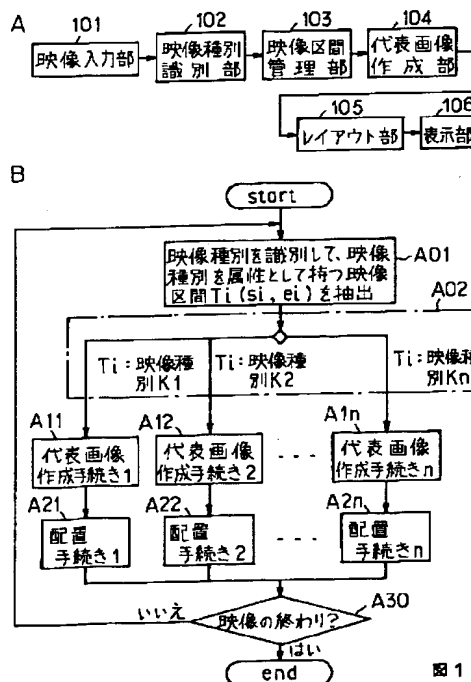 A
101
映像入力部
102
映像種別
識別部
103
映像区間
管理部
104
代表画像
作成部
105
レイアウト部
106
表示部
B
start
映像種別を識別して、映像
種別を属性として持つ映像
区間Ti(si, ei)を抽出
A01
A02
Ti:映像種
別K1
Ti:映像種
別K2
Ti:映像種
別Kn
A11
代表画像
作成手続き1
A12
代表画像
作成手続き2
A1n
代表画像
作成手続きn
A21
配置
手続き1
A22
配置
手続き2
A2n
配置
手続きn
A30
映像の終わり?
いいえ
はい
end
図1